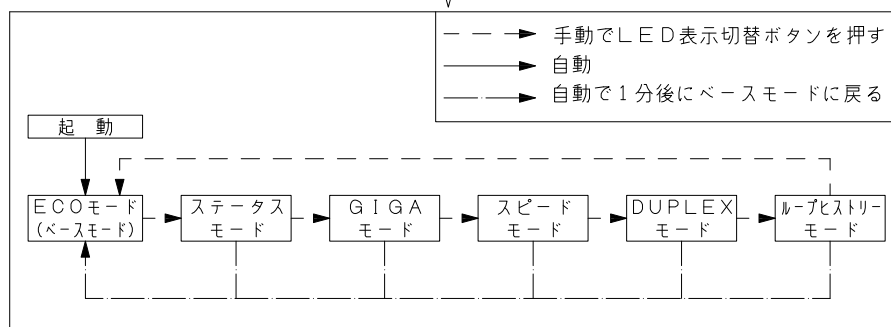 手動でＬＥＤ表示切替ボタンを押す
自動
自動で１分後にベースモードに戻る
起 動
ＥＣＯモード
(ベースモード)
ステータス
モード
ＧＩＧＡ
モード
スピード
モード
ＤＵＰＬＥＸ
モード
ループヒストリー
モード